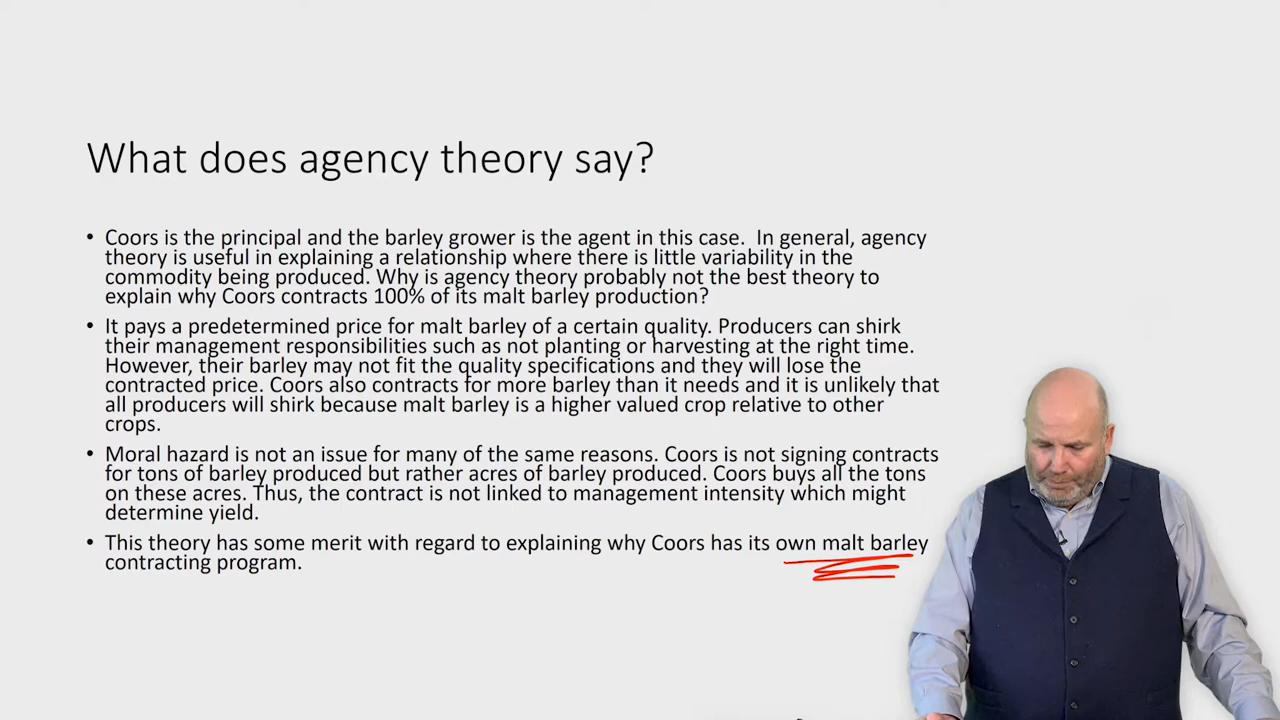 What does agency theory say?
• Coors is the principal and the barley grower is the agent in this case.  In general, agency
theory is useful in explaining a relationship where there is little variability in the
commodity being produced. Why is agency theory probably not the best theory to
explain why Coors contracts 100% of its malt barley production?
• It pays a predetermined price for malt barley of a certain quality. Producers can shirk
their management responsibilities such as not planting or harvesting at the right time.
However, their barley may not fit the quality specifications and they will lose the
contracted price. Coors also contracts for more barley than it needs and it is unlikely that
all producers will shirk because malt barley is a higher valued crop relative to other
crops.
• Moral hazard is not an issue for many of the same reasons. Coors is not signing contracts
for tons of barley produced but rather acres of barley produced. Coors buys all the tons
on these acres. Thus, the contract is not linked to management intensity which might
determine yield.
• This theory has some merit with regard to explaining why Coors has its own malt barley
contracting program.